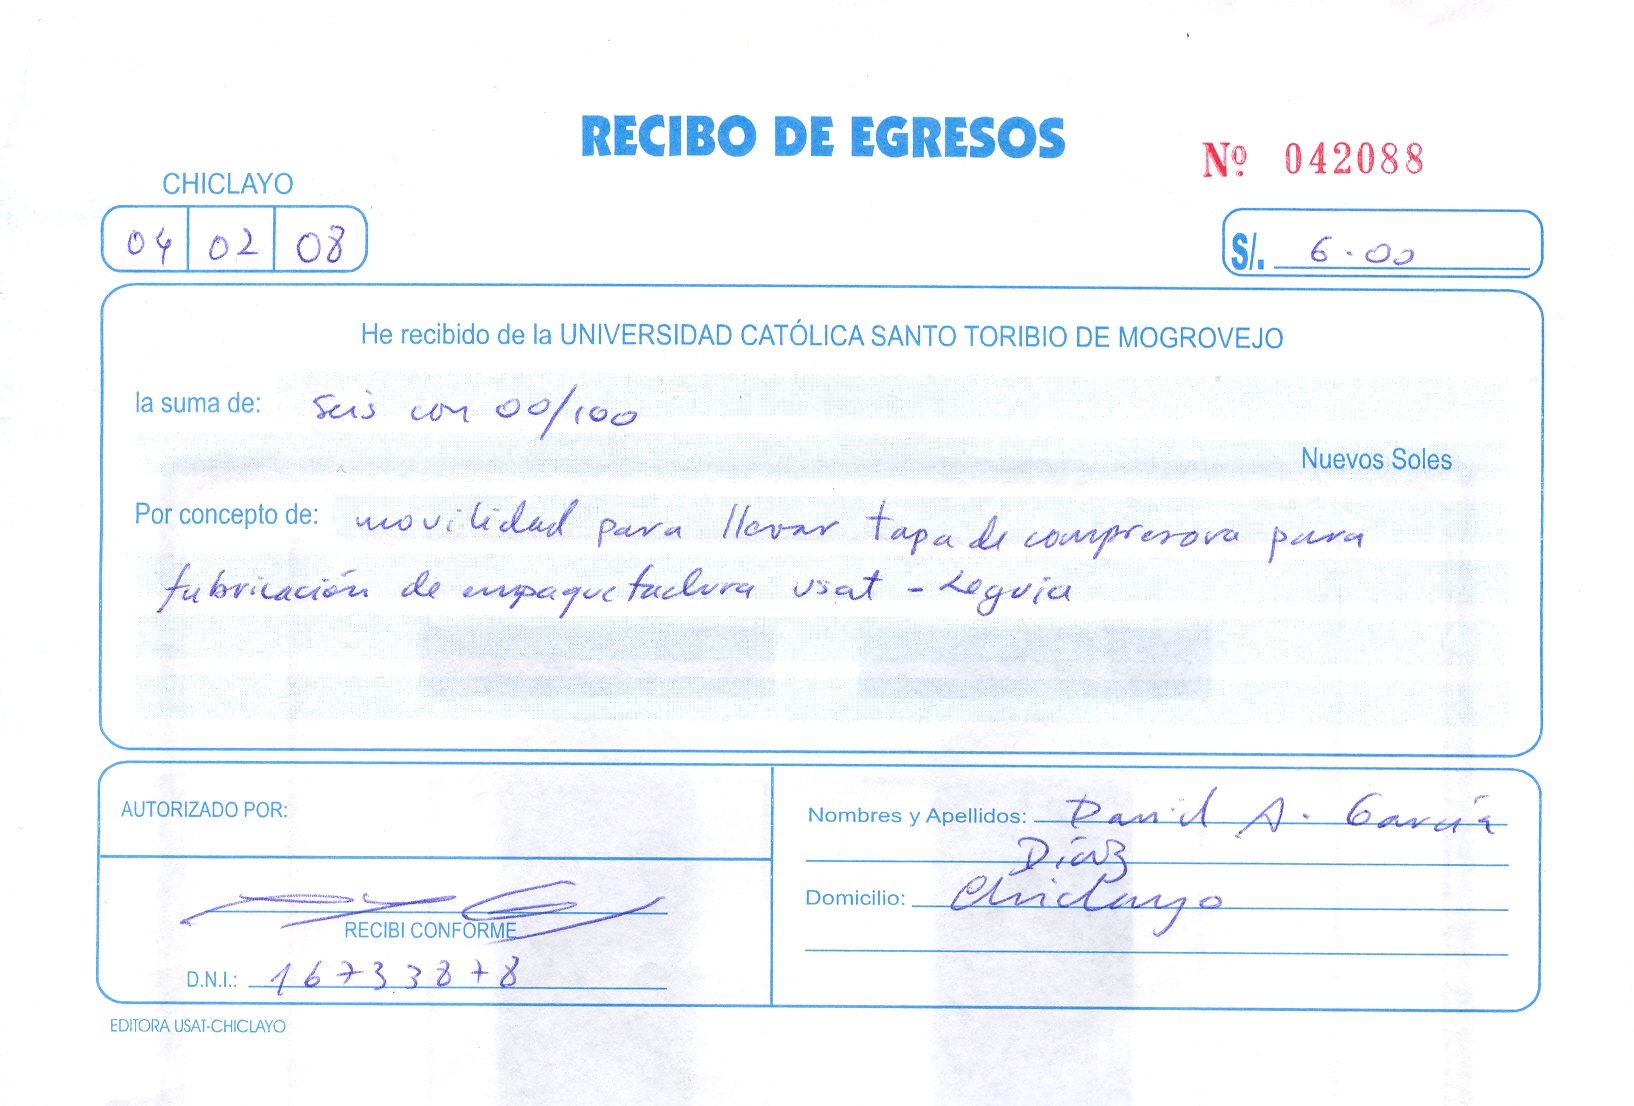 RECIBO DE EGRESOS
Nº 042088
CHICLAYO
04 02 08
S/. 6.00
He recibido de la UNIVERSIDAD CATÓLICA SANTO TORIBIO DE MOGROVEJO
la suma de: Seis con 00/100
Nuevos Soles
Por concepto de: movilidad para llevar tapa de compresora para
fabricación de empaquetadura usat - Leguia
AUTORIZADO POR:
RECIBI CONFORME
D.N.I.: 16733878
Nombres y Apellidos: David A. García
Díaz
Domicilio: Chiclayo
EDITORA USAT-CHICLAYO